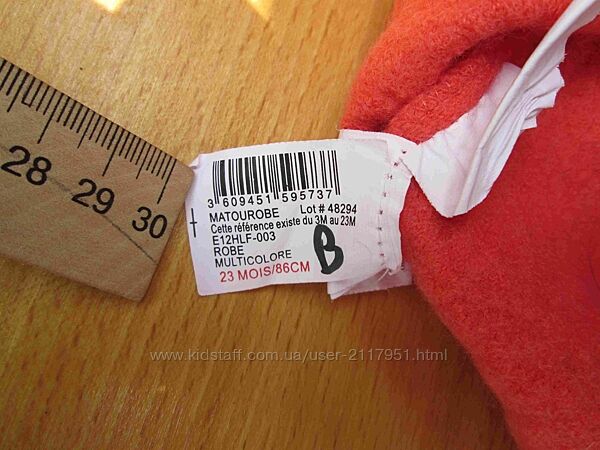 28 29 30
3 609451 595737
MATOUROBE Lot # 48294
Cette référence existe du 3M au 23M
E12HLF-003
ROBE
MULTICOLORE
23 MOIS/86CM
B
www.kidstaff.com.ua/user-2117951.html